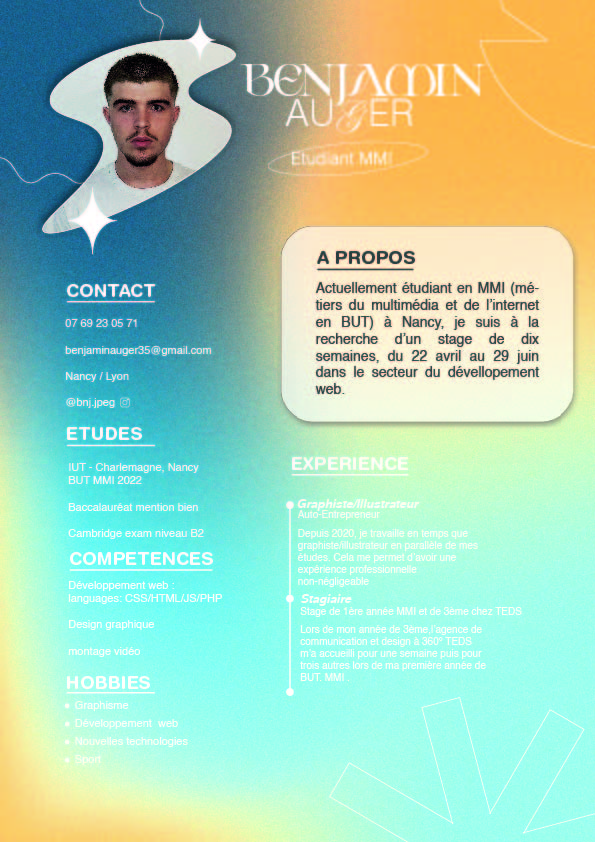 BENJAMIN
AUGER
Etudiant MMI
CONTACT
07 69 23 05 71
benjaminauger35@gmail.com
Nancy / Lyon
@bnj.jpeg
ETUDES
IUT - Charlemagne, Nancy
BUT MMI 2022
Baccalauréat mention bien
Cambridge exam niveau B2
COMPETENCES
Développement web :
languages: CSS/HTML/JS/PHP
Design graphique
montage vidéo
HOBBIES
Graphisme
Développement web
Nouvelles technologies
Sport
A PROPOS
Actuellement étudiant en MMI (mé-
tiers du multimédia et de l'internet
en BUT) à Nancy, je suis à la
recherche d'un stage de dix
semaines, du 22 avril au 29 juin
dans le secteur du dévellopement
web.
EXPERIENCE
Graphiste/Illustrateur
Auto-Entrepreneur
Depuis 2020, je travaille en temps que
graphiste/illustrateur en parallèle de mes
études. Cela me permet d'avoir une
expérience professionnelle
non-négligeable
Stagiaire
Stage de 1ère année MMI et de 3ème chez TEDS
Lors de mon année de 3ème l'agence de
communication et design à 360° TEDS
m'a accueilli pour une semaine puis pour
trois autres lors de ma première année de
BUT MMI.